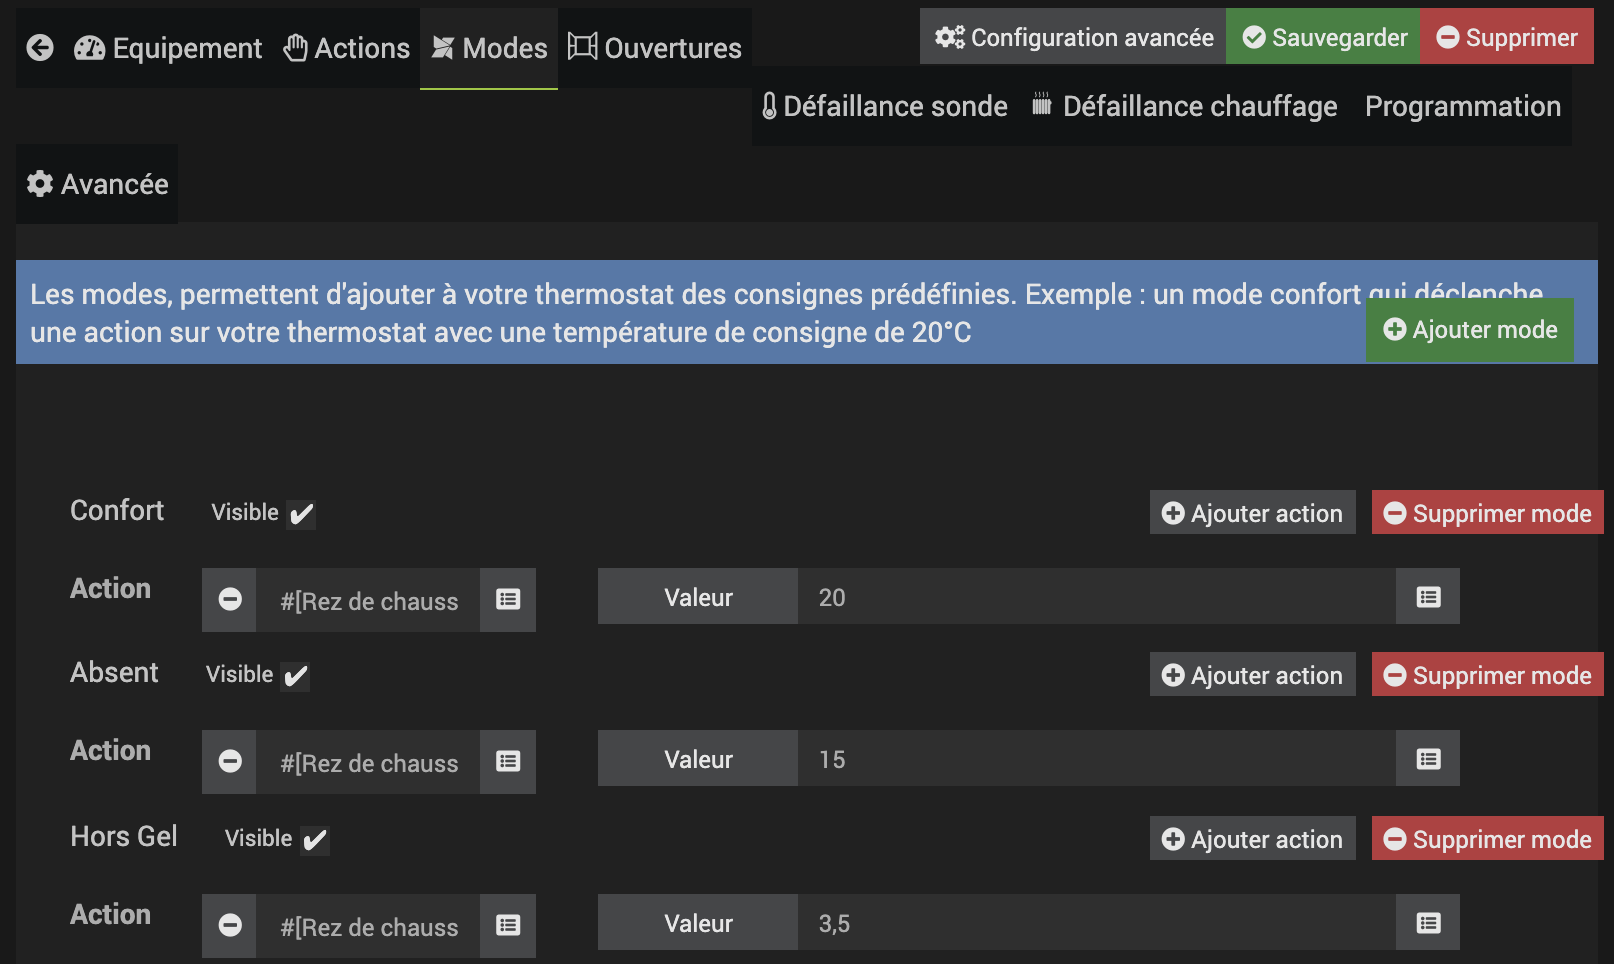 Equipement Actions Modes Ouvertures Configuration avancée Sauvegarder Supprimer
Défaillance sonde Défaillance chauffage Programmation
Avancée
Les modes, permettent d'ajouter à votre thermostat des consignes prédéfinies. Exemple : un mode confort qui déclenche
une action sur votre thermostat avec une température de consigne de 20°C
Ajouter mode
Confort Visible Ajouter action Supprimer mode
Action #[Rez de chauss Valeur 20
Absent Visible Ajouter action Supprimer mode
Action #[Rez de chauss Valeur 15
Hors Gel Visible Ajouter action Supprimer mode
Action #[Rez de chauss Valeur 3,5